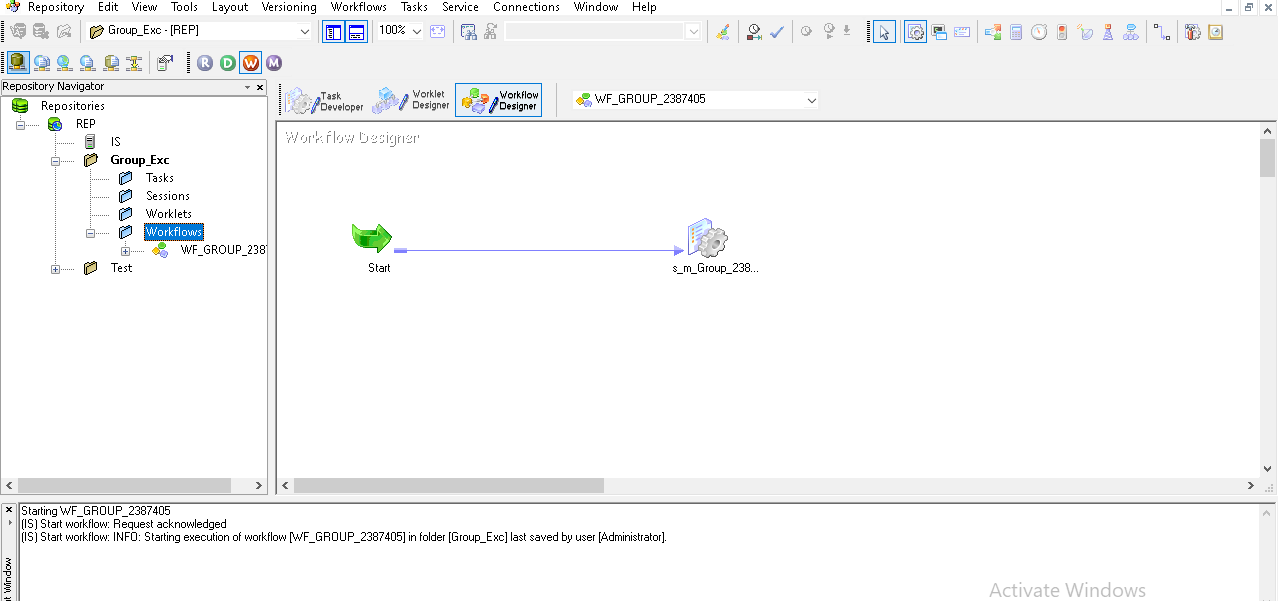 Repository Edit View Tools Layout Versioning Workflows Tasks Service Connections Window Help
Group_Exc - [REP]
100%
R D W M
Repository Navigator
Repositories
REP
IS
Group_Exc
Tasks
Sessions
Worklets
Workflows
WF_GROUP_238
Test
Task
Developer
Worklet
Designer
Workflow
Designer
WF_GROUP_2387405
Workflow Designer
Start
s_m_Group_238...
Starting WF_GROUP_2387405
(IS) Start workflow: Request acknowledged
(IS) Start workflow: INFO: Starting execution of workflow [WF_GROUP_2387405] in folder [Group_Exc] last saved by user [Administrator].
t Window
Activate Windows